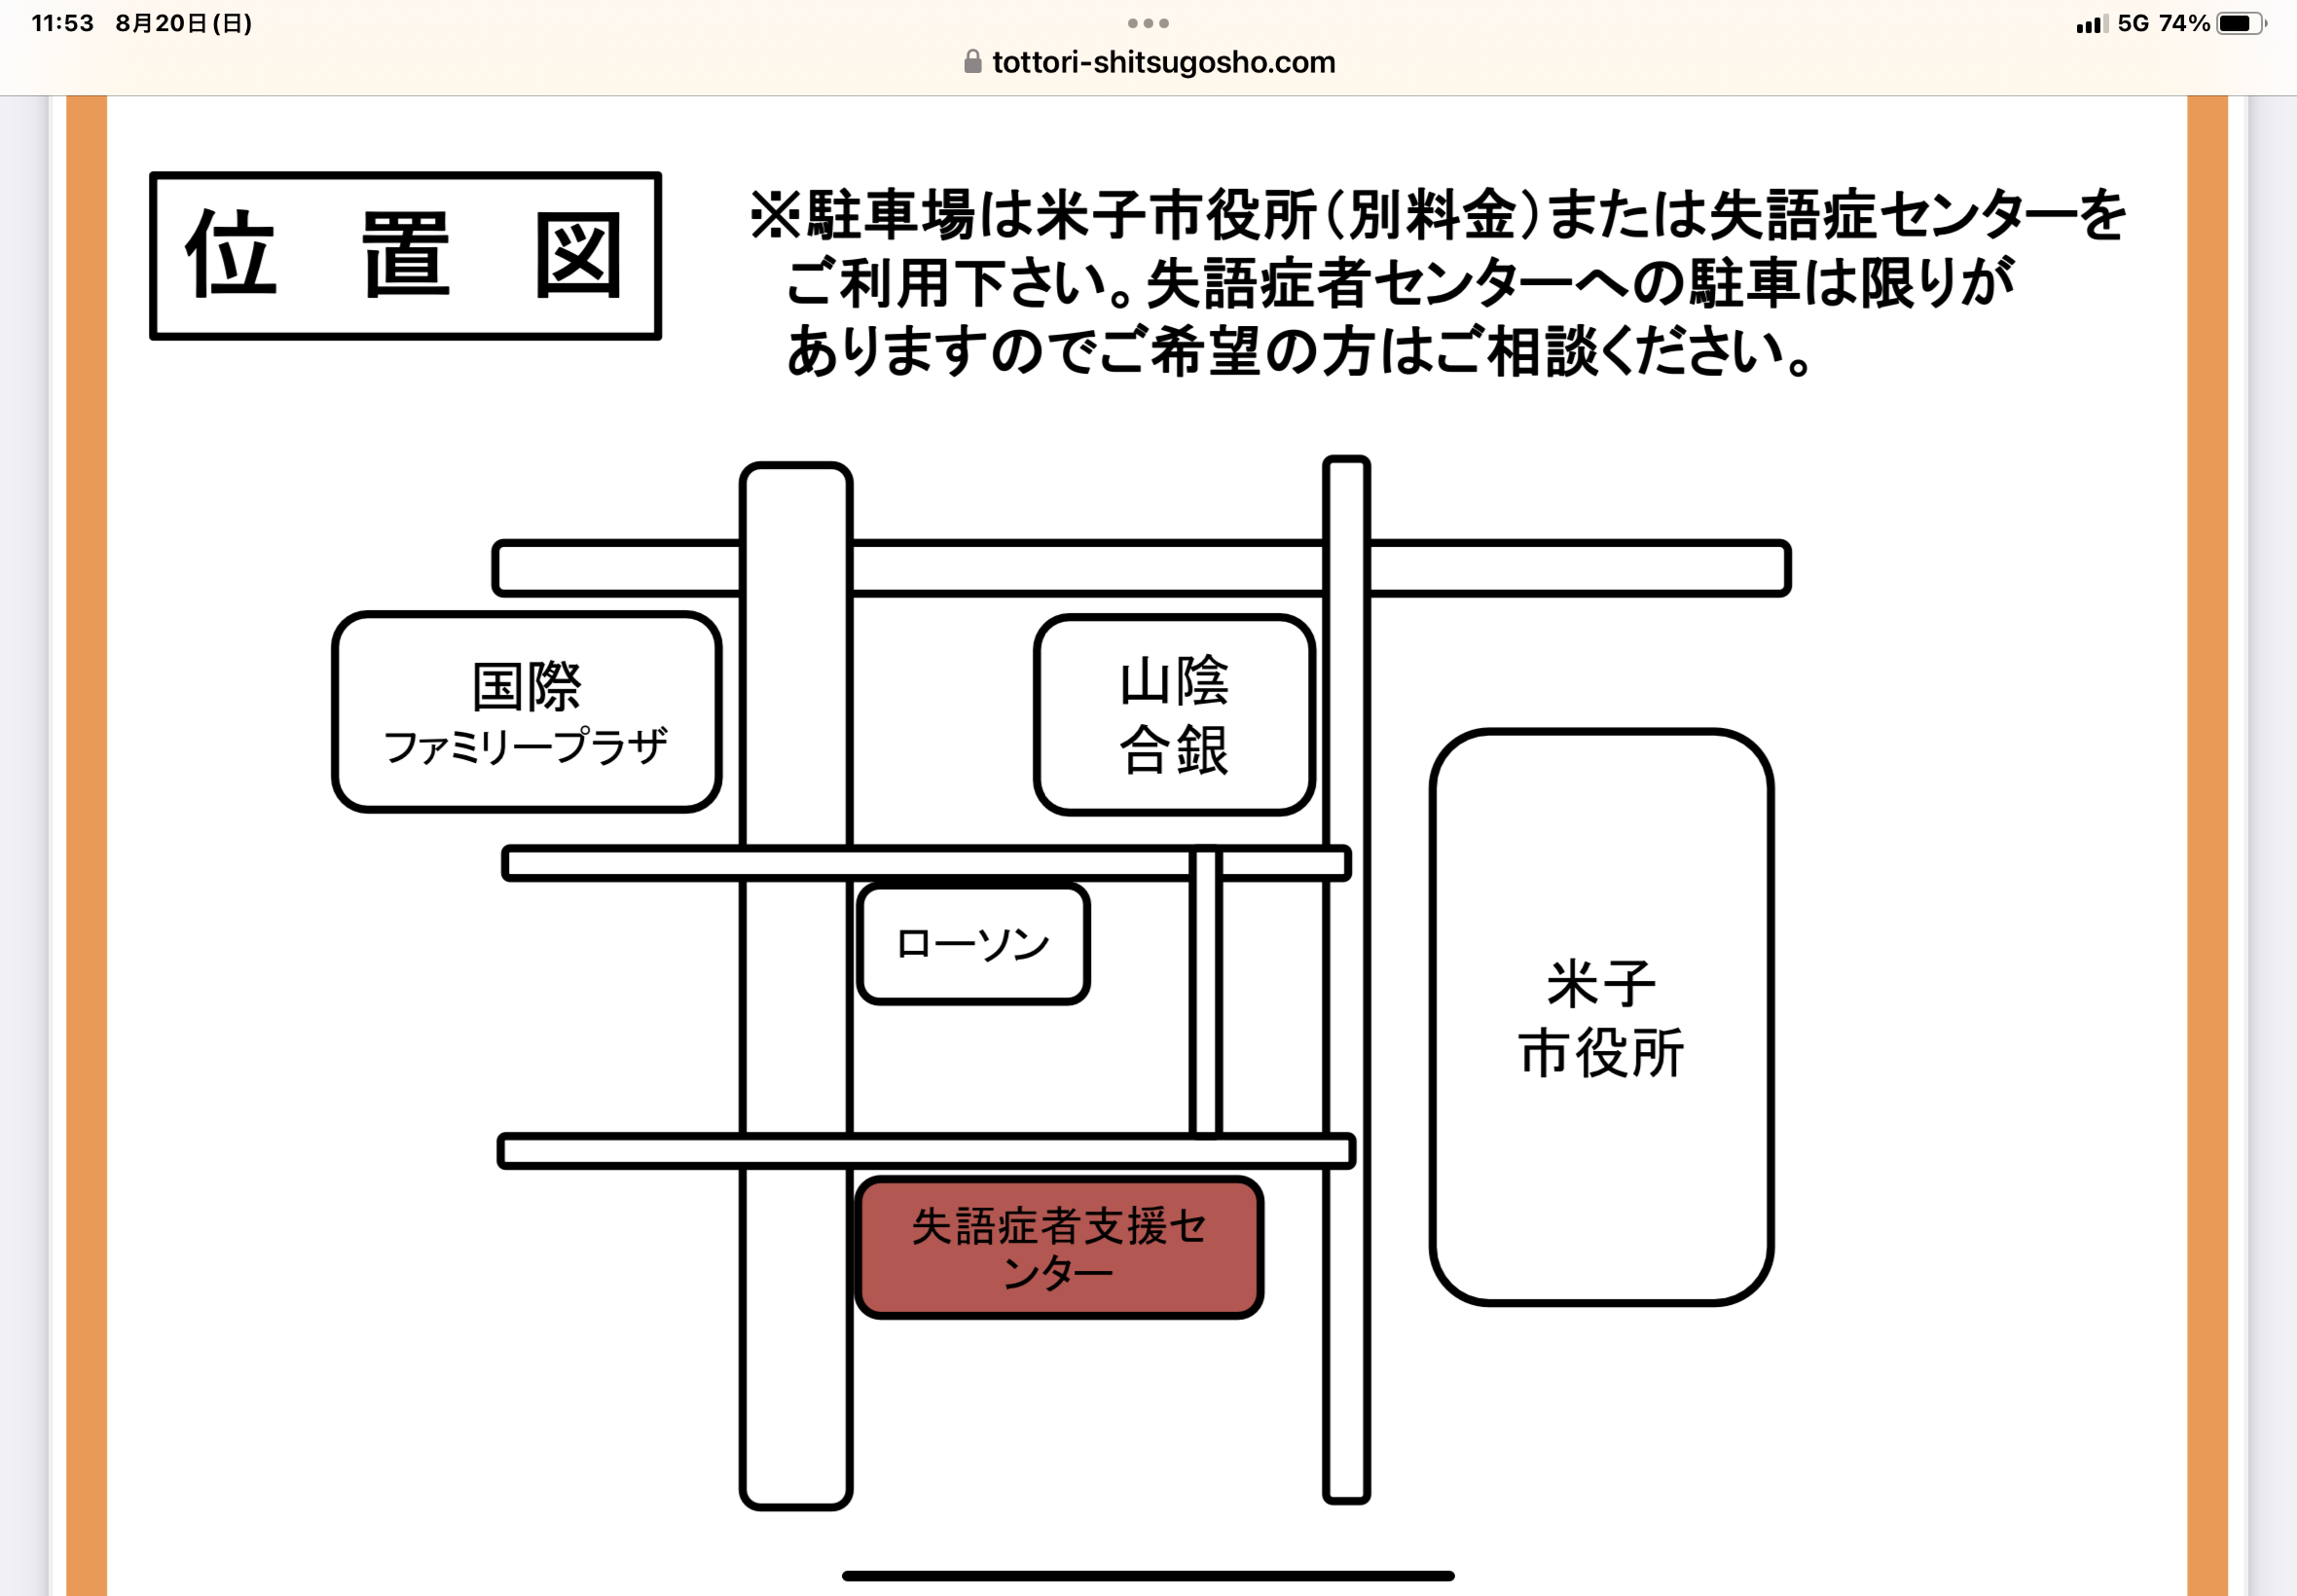 11:53 8月20日(日)
5G 74%
tottori-shitsugosho.com
位 置 図
※駐車場は米子市役所(別料金)または失語症センターを
ご利用下さい。失語症者センターへの駐車は限りが
ありますのでご希望の方はご相談ください。
国際
ファミリープラザ
山陰
合銀
ローソン
米子
市役所
失語症者支援セ
ンター